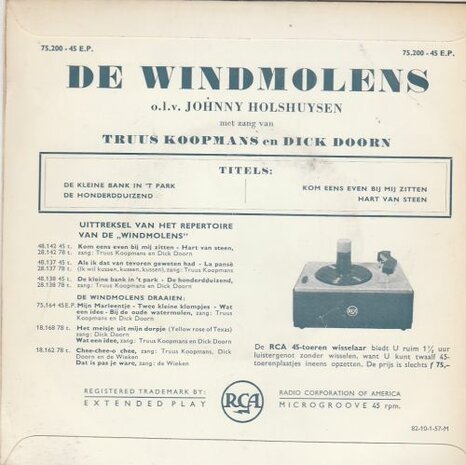 75.200 - 45 E.P.
75.200 - 45 E.P.
DE WINDMOLENS
o.l.v. JOHNNY HOLSHUYSEN
met zang van
TRUUS KOOPMANS en DICK DOORN
TITELS:
DE KLEINE BANK IN 'T PARK
DE HONDERDDUIZEND
KOM EENS EVEN BIJ MIJ ZITTEN
HART VAN STEEN
UITTREKSEL VAN HET REPERTOIRE
VAN DE „WINDMOLENS"
48.142 45 t. Kom eens even bij mij zitten - Hart van steen,
28.142 78 t. zang: Truus Koopmans en Dick Doorn
48.137 45 t. Als ik dat van tevoren geweten had - La pansè
28.137 78 t. (Ik wil kussen, kussen, kussen), zang: Truus Koopmans
48.138 45 t. De kleine bank in 't park - De honderdduizend,
28.138 78 t. zang: Truus Koopmans en Dick Doorn
DE WINDMOLENS DRAAIEN:
75.164 45 E.P. Mijn Marleentje - Twee kleine klompjes - Wat
een idee - Bij de oude watermolen, zang: Truus
Koopmans en Dick Doorn
18.168 78 t. Het meisje uit mijn dorpje (Yellow rose of Texas)
zang: Dick Doorn
Wat een idee, zang: Truus Koopmans en Dick
Doorn
18.162 78 t. Chee-chee-o chee, zang: Truus Koopmans, Dick
Doorn en de Wieken
Dat is pas je ware, zang: de Wieken
RCA
De RCA 45-toeren wisselaar biedt U ruim 1½ uur
luistergenot zonder wisselen, want U kunt twaalf 45-
toerenplaatjes ineens opzetten. De prijs is slechts f 75,—
REGISTERED TRADEMARK BY:
EXTENDED PLAY
RCA
RADIO CORPORATION OF AMERICA
MICROGROOVE 45 rpm.
82-10-1-57-M